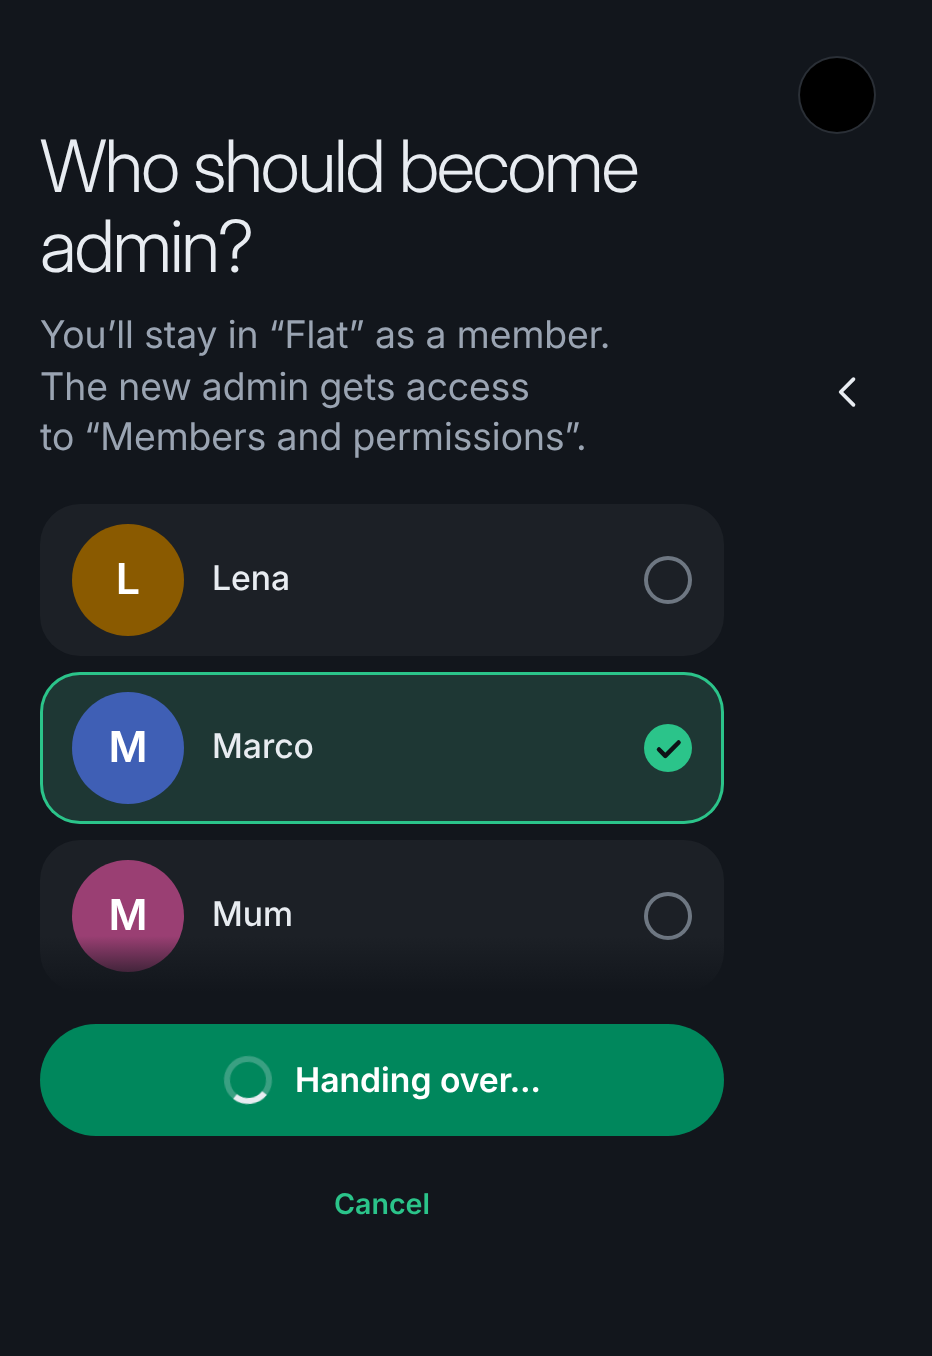 Who should become
admin?
You’ll stay in “Flat” as a member.
The new admin gets access
to “Members and permissions”.
L
Lena
M
Marco
M
Mum
Handing over...
Cancel